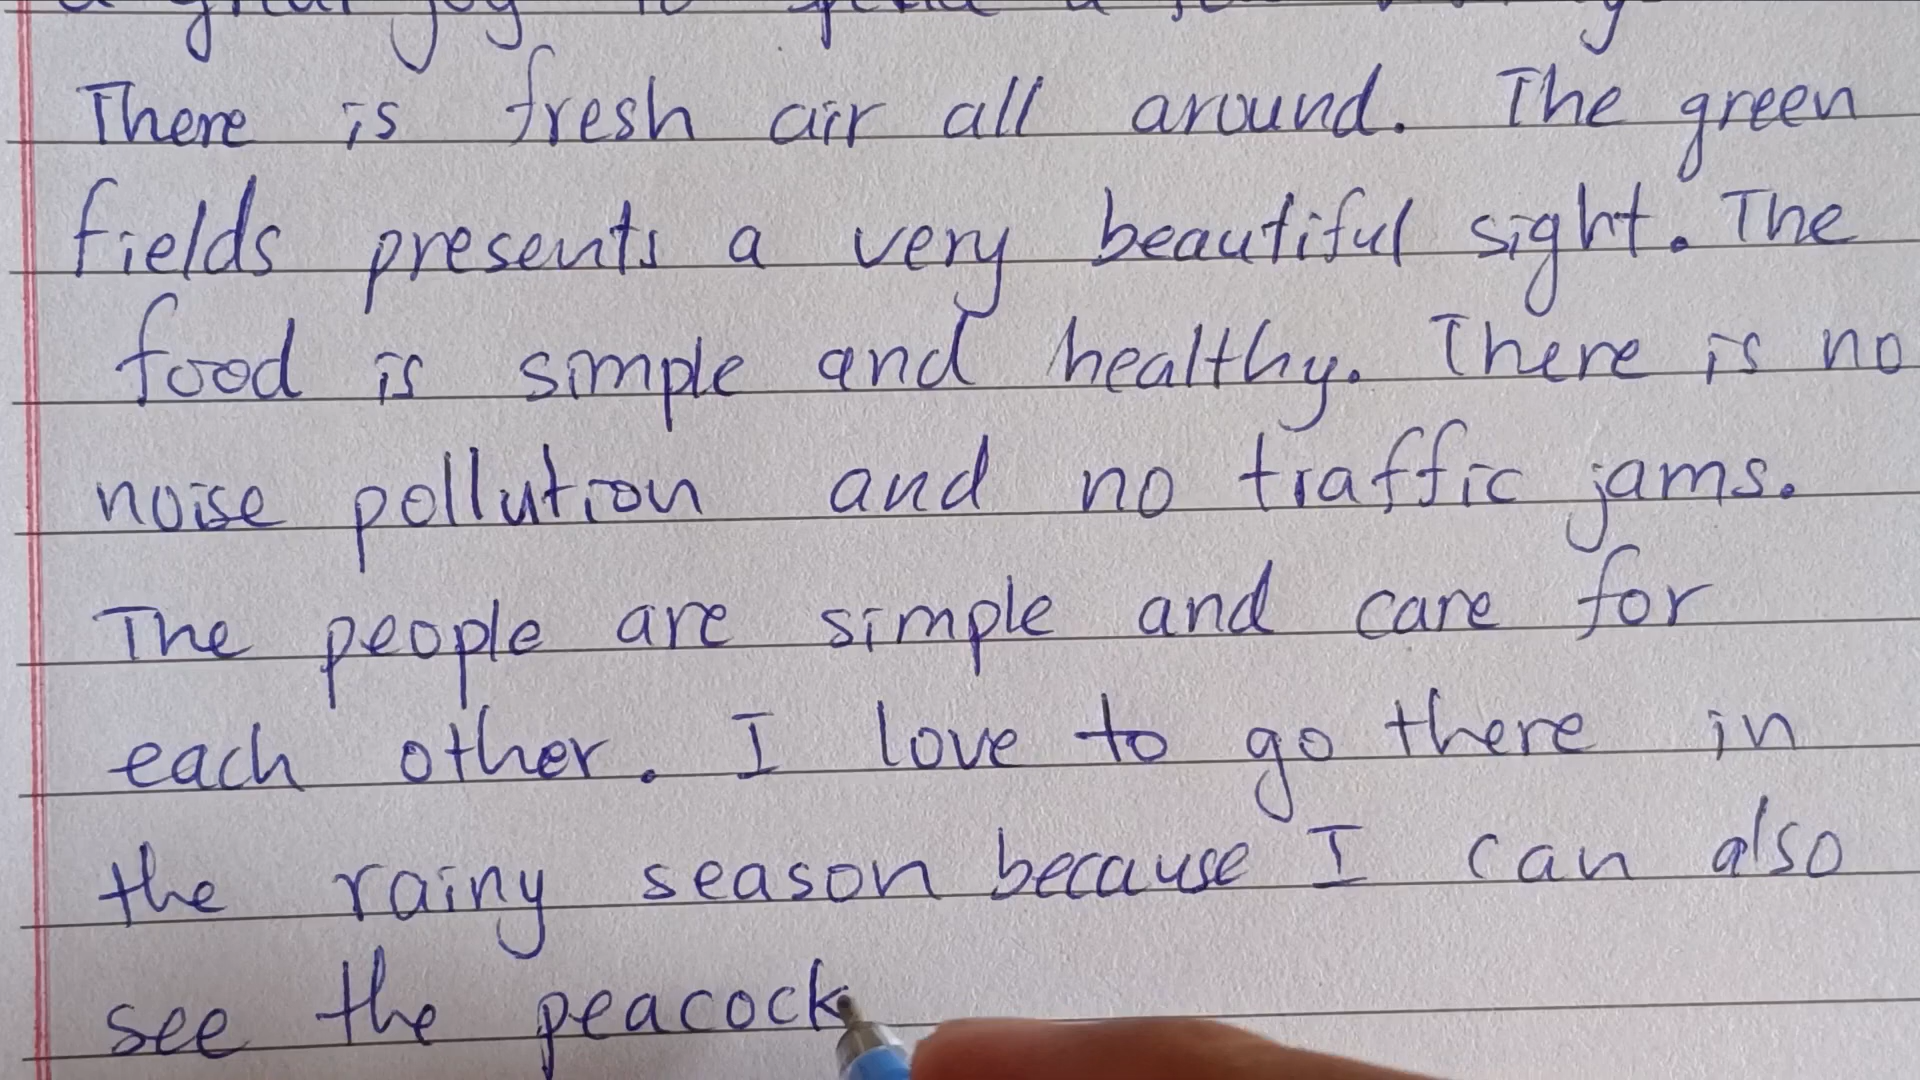 There is fresh air all around. The green
fields presents a very beautiful sight. The
food is simple and healthy. There is no
noise pollution and no traffic jams.
The people are simple and care for
each other. I love to go there in
the rainy season because I can also
see the peacock